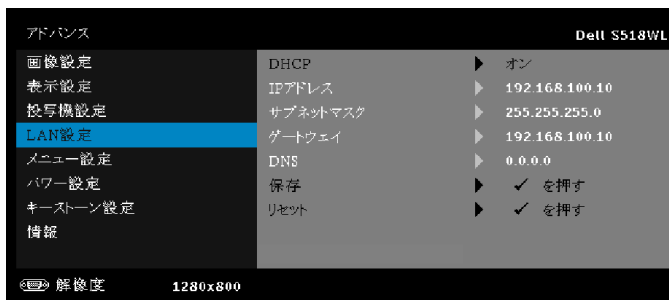 アドバンス Dell S518WL
画像設定 DHCP オン
表示設定 IPアドレス 192.168.100.10
投写機設定 サブネットマスク 255.255.255.0
LAN設定 ゲートウェイ 192.168.100.10
メニュー設定 DNS 0.0.0.0
パワー設定 保存 ✓ を押す
キーストーン設定 リセット ✓ を押す
情報
解像度 1280x800